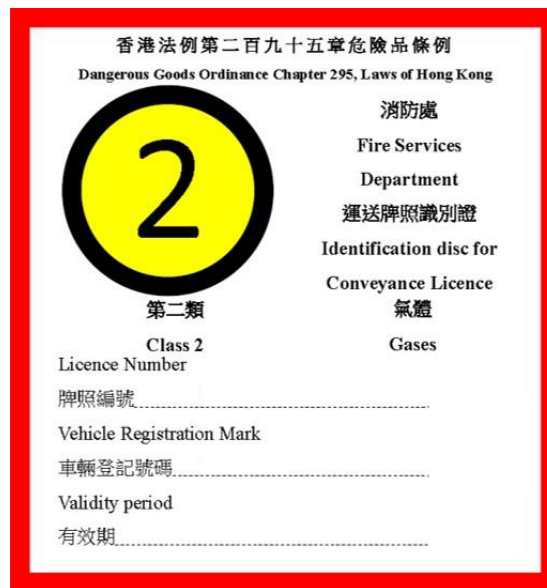 香港法例第二百九十五章危險品條例
Dangerous Goods Ordinance Chapter 295, Laws of Hong Kong
2
消防處
Fire Services
Department
運送牌照識別證
Identification disc for
Conveyance Licence
第二類
氣體
Class 2
Gases
Licence Number
牌照編號
Vehicle Registration Mark
車輛登記號碼
Validity period
有效期